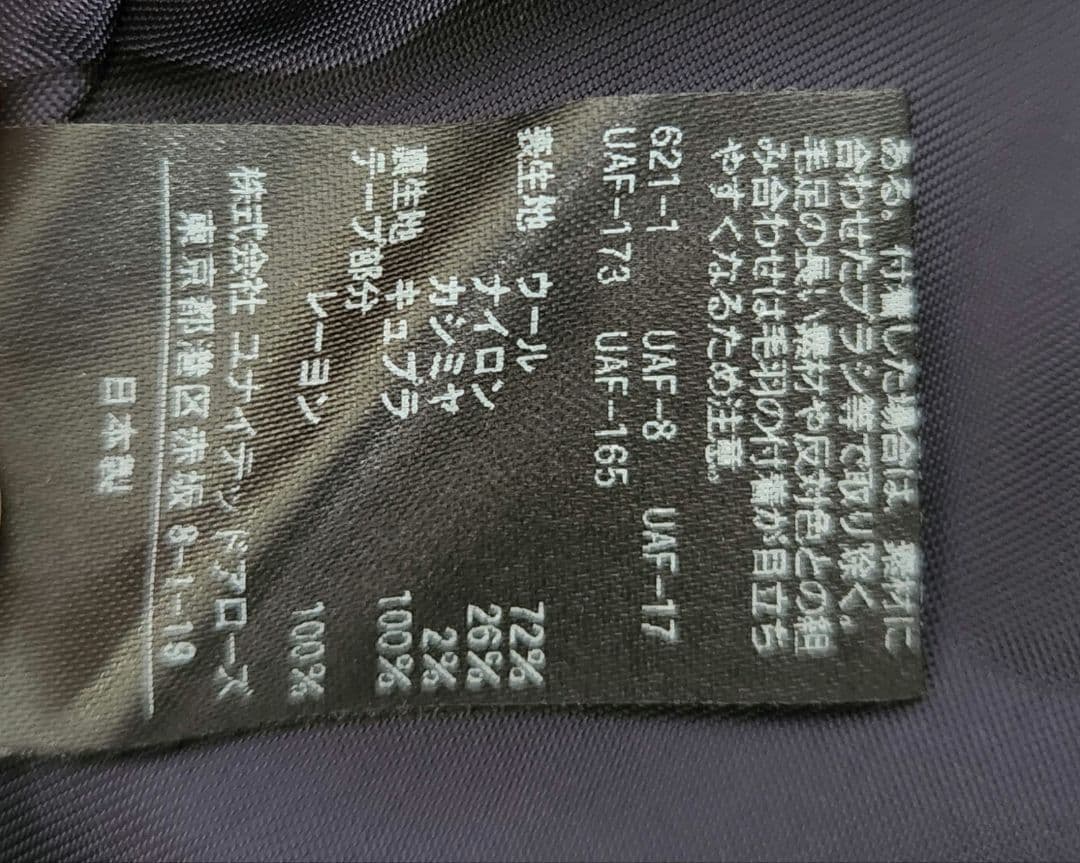 ある。付着した場合は、素材に
合わせたブラシ等で取り除く。
毛足の長い素材や反対色との組
み合わせは毛羽の付着が目立ち
やすくなるため注意。
621-1 UAF-8 UAF-17
UAF-173 UAF-165
表生地 ウール 72%
ナイロン 26%
カシミヤ 2%
裏生地 キュプラ 100%
テープ部分
レーヨン 100%
株式会社 ユナイテッドアローズ
東京都港区赤坂 8-1-19
日本製